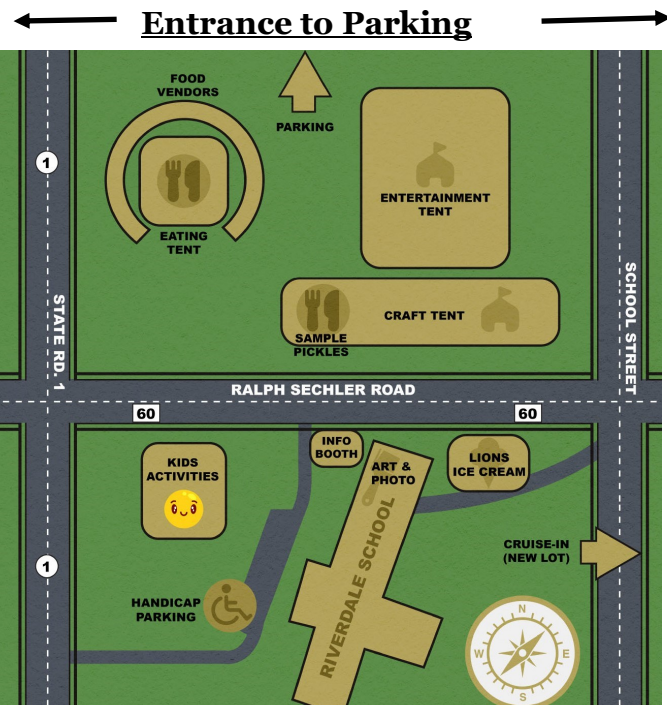 Entrance to Parking
FOOD
VENDORS
PARKING
1
ENTERTAINMENT
TENT
EATING
TENT
STATE RD. 1
SCHOOL STREET
CRAFT TENT
SAMPLE
PICKLES
RALPH SECHLER ROAD
60
60
INFO
BOOTH
KIDS
ACTIVITIES
ART &
PHOTO
LIONS
ICE CREAM
RIVERDALE SCHOOL
CRUISE-IN
(NEW LOT)
1
HANDICAP
PARKING
N
W
E
S